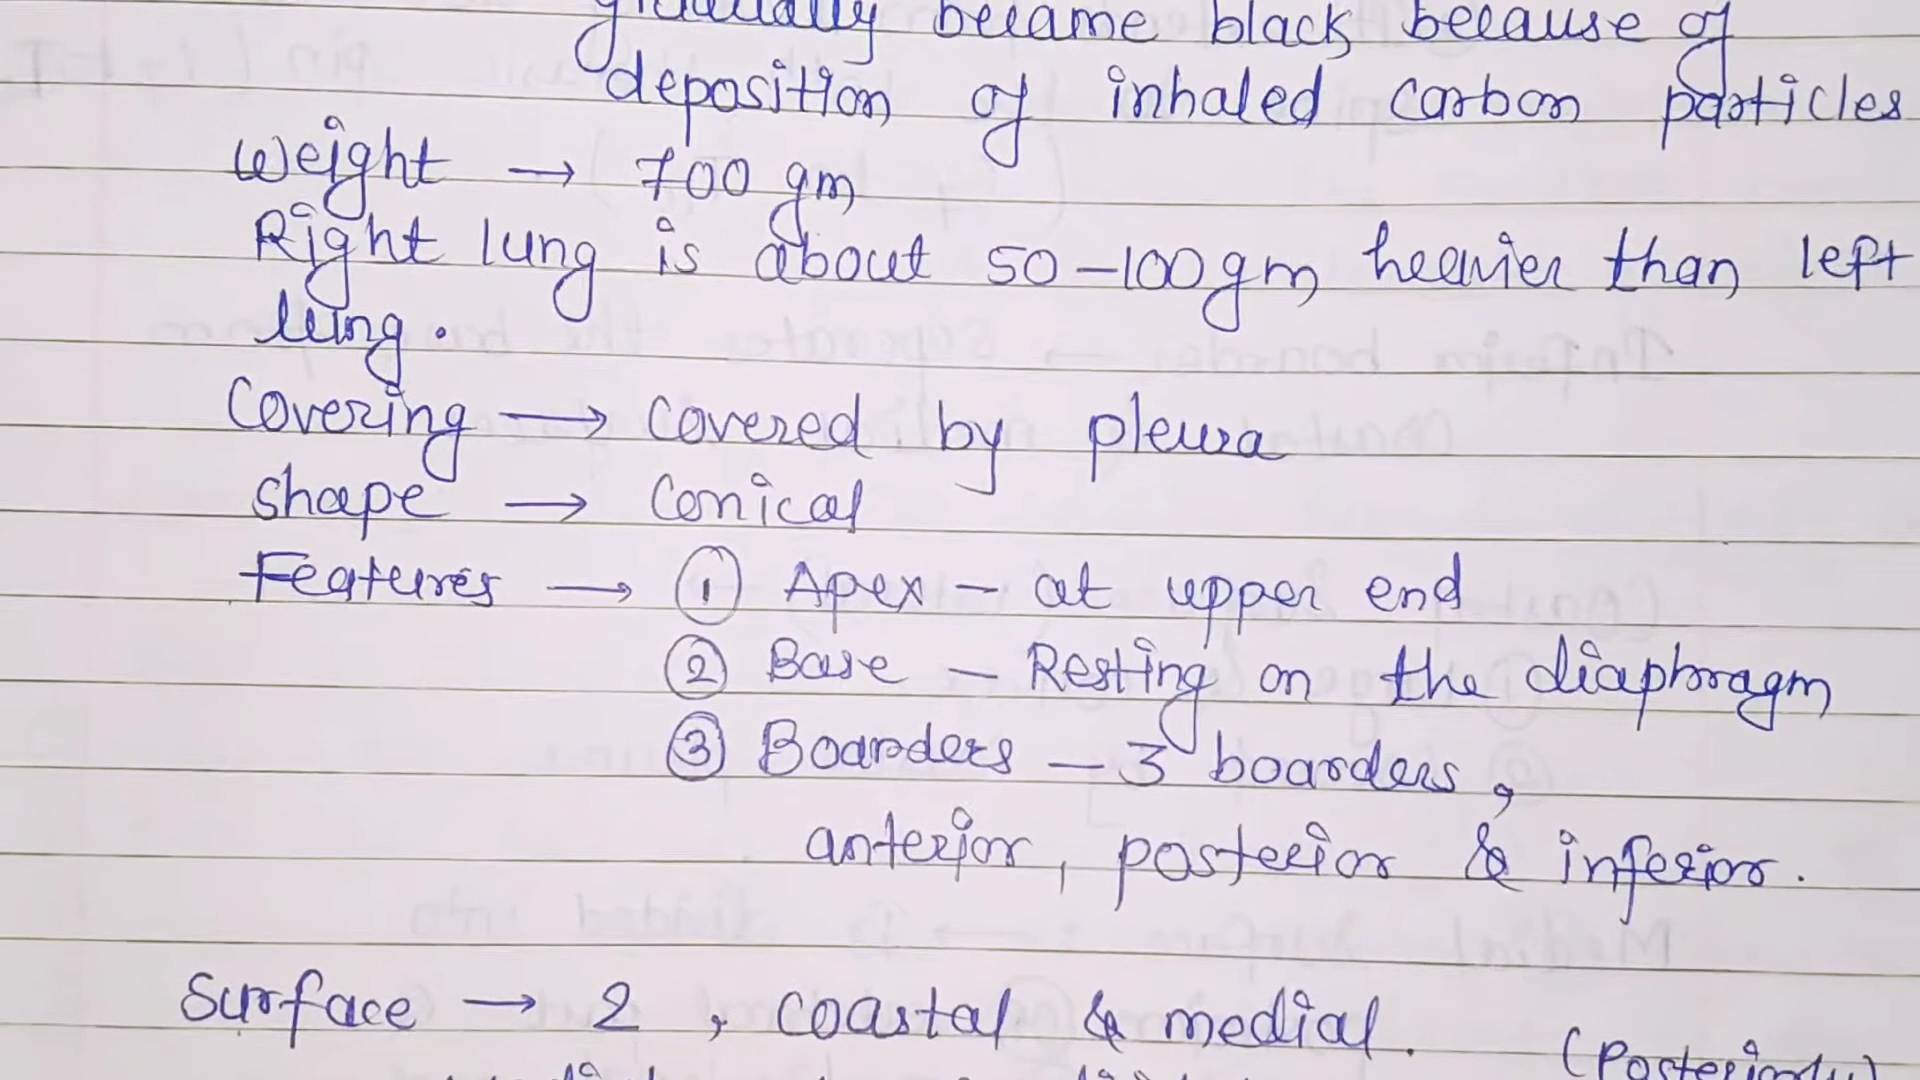 gradually became black because of
deposition of inhaled carbon particles
Weight → 700 gm
Right lung is about 50-100gm heavier than left
lung.
Covering → covered by pleura
shape → Conical
Features → ① Apex - at upper end
② Base - Resting on the diaphragm
③ Boarders - 3 boarders,
anterior, posterior & inferior.
Surface → 2, coastal & medial.
(Posteriorly)